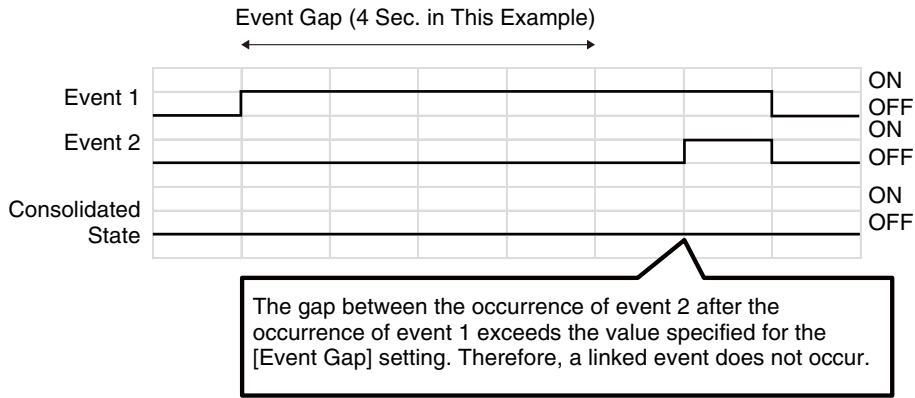 Event Gap (4 Sec. in This Example)
Event 1
ON
OFF
Event 2
ON
OFF
Consolidated
State
ON
OFF
The gap between the occurrence of event 2 after the
occurrence of event 1 exceeds the value specified for the
[Event Gap] setting. Therefore, a linked event does not occur.